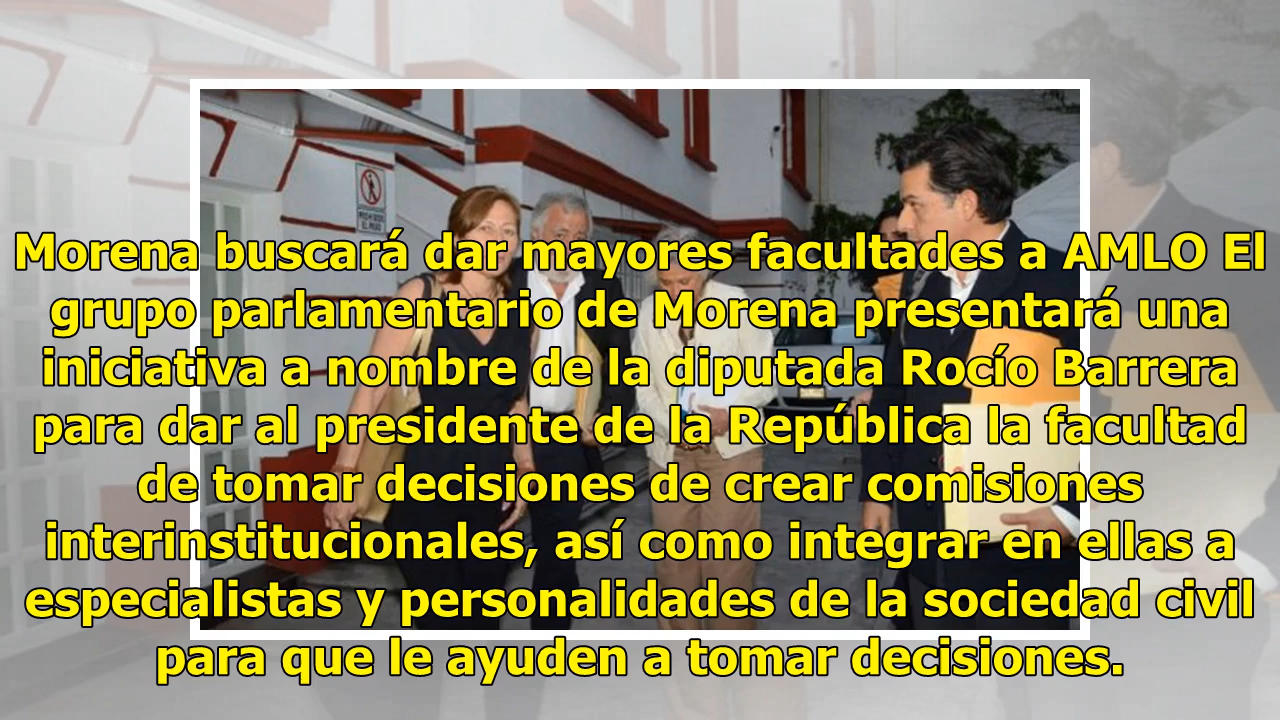 Morena buscará dar mayores facultades a AMLO El
grupo parlamentario de Morena presentará una
iniciativa a nombre de la diputada Rocío Barrera
para dar al presidente de la República la facultad
de tomar decisiones de crear comisiones
interinstitucionales, así como integrar en ellas a
especialistas y personalidades de la sociedad civil
para que le ayuden a tomar decisiones.